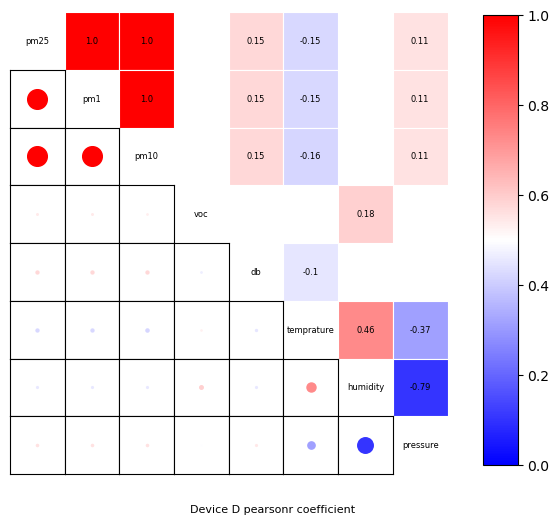 pm25 1.0 1.0 0.15 -0.15 0.11
pm1 1.0 0.15 -0.15 0.11
pm10 0.15 -0.16 0.11
voc 0.18
db -0.1
temprature 0.46 -0.37
humidity -0.79
pressure
1.0
0.8
0.6
0.4
0.2
0.0
Device D pearsonr coefficient